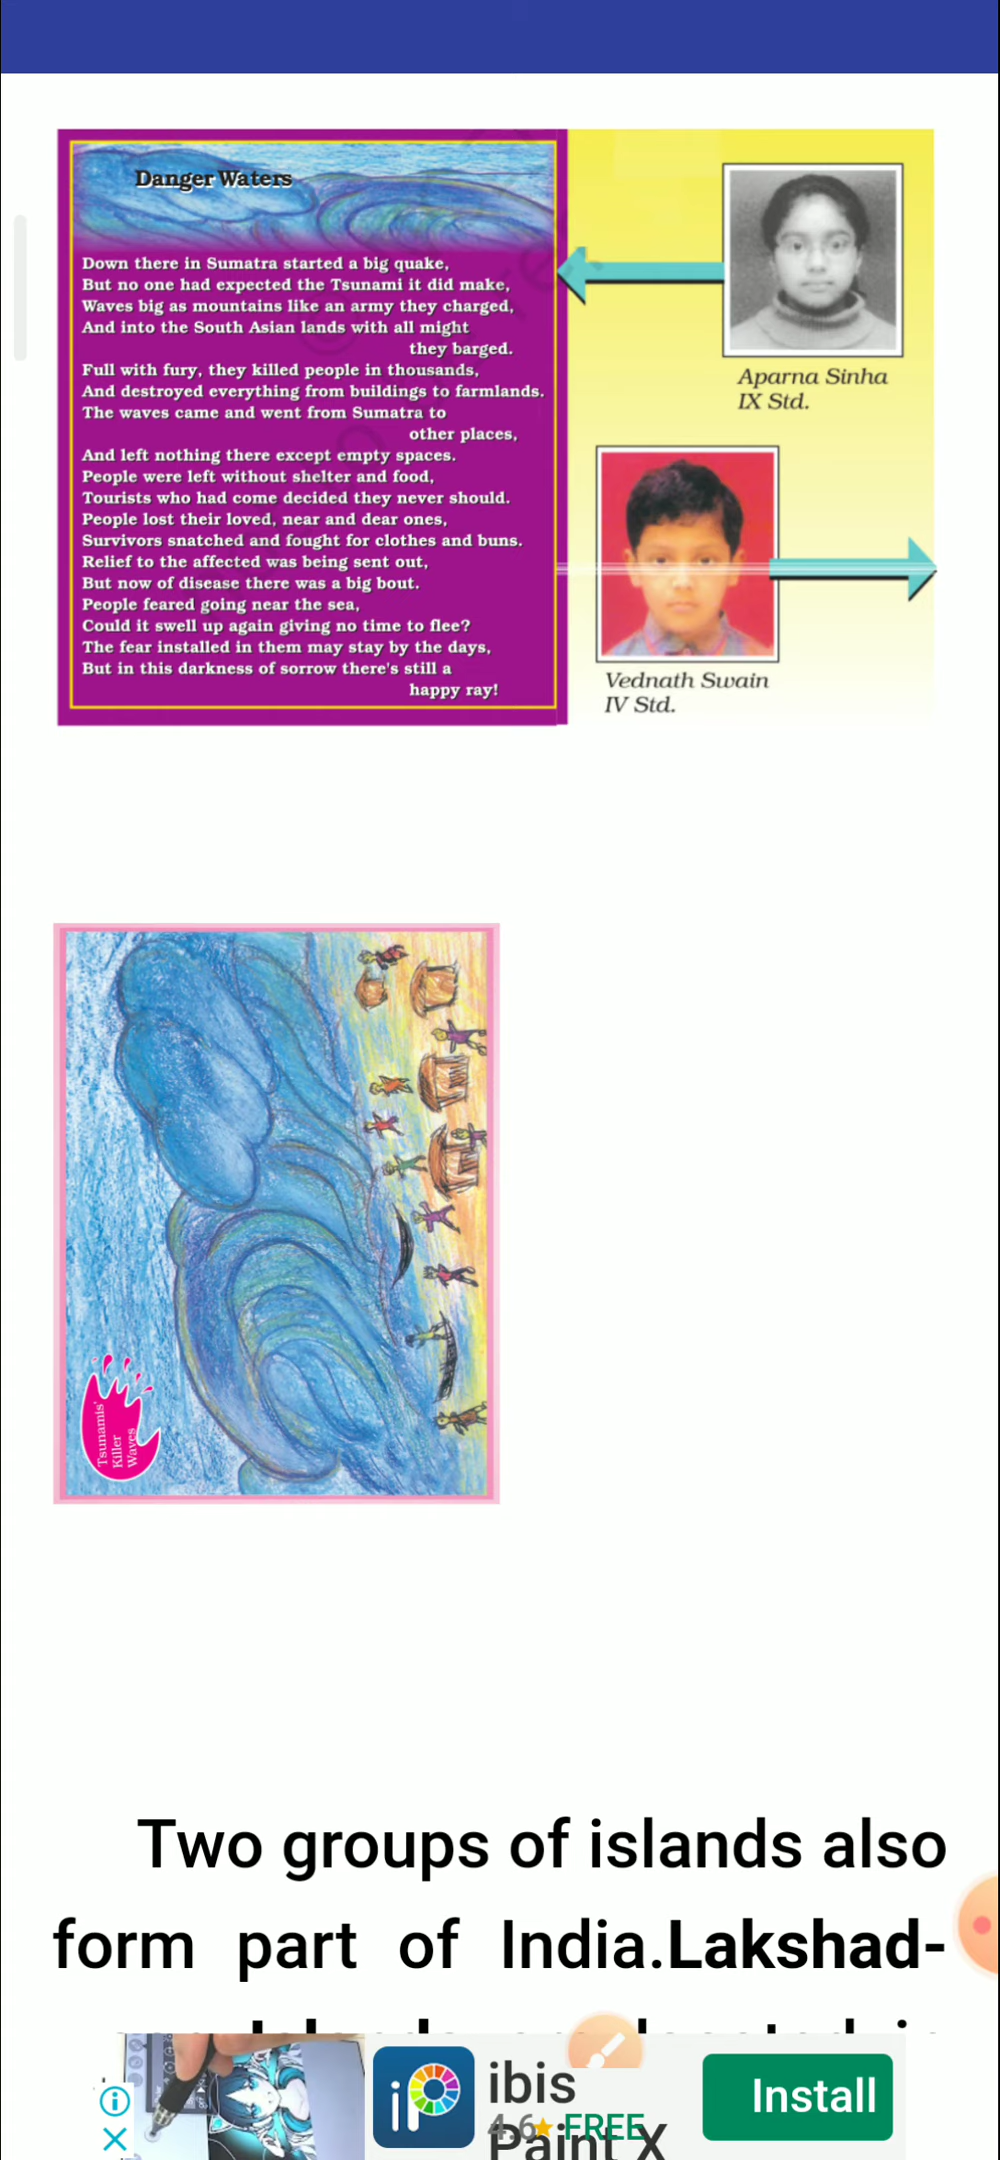 Danger Waters
Down there in Sumatra started a big quake,
But no one had expected the Tsunami it did make,
Waves big as mountains like an army they charged,
And into the South Asian lands with all might
they barged.
Full with fury, they killed people in thousands,
And destroyed everything from buildings to farmlands.
The waves came and went from Sumatra to
other places,
And left nothing there except empty spaces.
People were left without shelter and food,
Tourists who had come decided they never should.
People lost their loved, near and dear ones,
Survivors snatched and fought for clothes and buns.
Relief to the affected was being sent out,
But now of disease there was a big bout.
People feared going near the sea,
Could it swell up again giving no time to flee?
The fear installed in them may stay by the days,
But in this darkness of sorrow there's still a
happy ray!
Aparna Sinha
IX Std.
Vednath Swain
IV Std.
Tsunamis'
Killer
Waves
Two groups of islands also
form part of India.Lakshad-
iP
ibis
Paint X
4.6★ FREE
Install